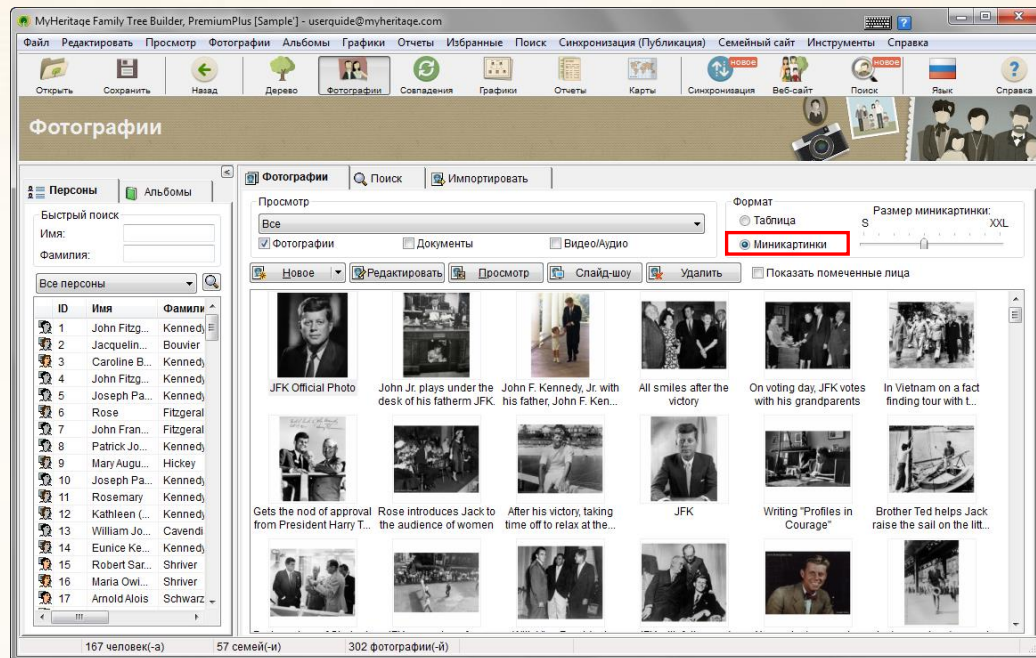 MyHeritage Family Tree Builder, PremiumPlus [Sample'] - userguide@myheritage.com
Файл Редактировать Просмотр Фотографии Альбомы Графики Отчеты Избранные Поиск Синхронизация (Публикация) Семейный сайт Инструменты Справка
НОВОЕ НОВОЕ
Открыть Сохранить Назад Дерево Фотографии Совпадения Графики Отчеты Карты Синхронизация Веб-сайт Поиск Язык Справка
Фотографии
Персоны Альбомы
Быстрый поиск
Имя:
Фамилия:
Все персоны
ID Имя Фамили
1 John Fitzg... Kennedy
2 Jacquelin... Bouvier
3 Caroline B... Kennedy
4 John Fitzg... Kennedy
5 Joseph Pa... Kennedy
6 Rose Fitzgeral
7 John Fran... Fitzgeral
8 Patrick Jo... Kennedy
9 Mary Augu... Hickey
10 Joseph Pa... Kennedy
11 Rosemary Kennedy
12 Kathleen (... Kennedy
13 William Jo... Cavendi
14 Eunice Ke... Kennedy
15 Robert Sar... Shriver
16 Maria Owi... Shriver
17 Arnold Alois Schwarz
Фотографии Поиск Импортировать
Просмотр
Все
Фотографии Документы Видео/Аудио
Формат
Таблица
Миникартинки
Размер миникартинки:
S XXL
Новое Редактировать Просмотр Слайд-шоу Удалить Показать помеченные лица
JFK Official Photo
John Jr. plays under the
desk of his fatherm JFK.
John F. Kennedy, Jr. with
his father, John F. Ken...
All smiles after the
victory
On voting day, JFK votes
with his grandparents
In Vietnam on a fact
finding tour with t...
Gets the nod of approval
from President Harry T...
Rose introduces Jack to
the audience of women
After his victory, taking
time off to relax at the...
JFK
Writing "Profiles in
Courage"
Brother Ted helps Jack
raise the sail on the litt...
167 человек(-а) 57 семей(-и) 302 фотографии(-й)